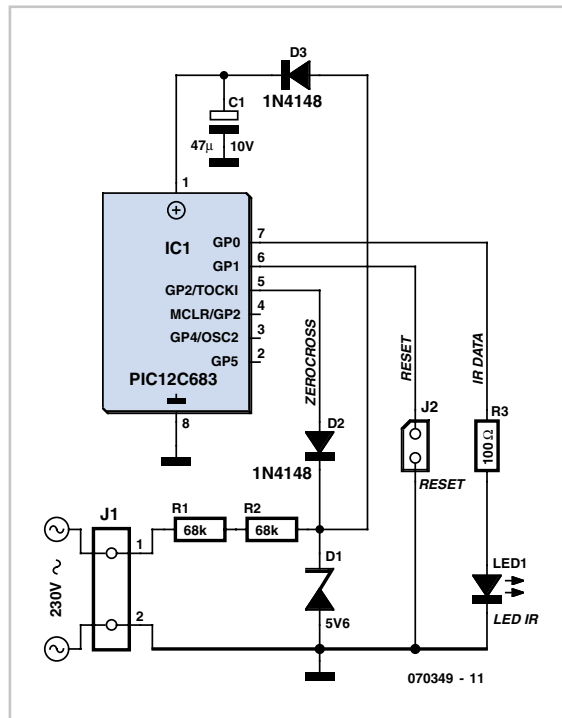 D3
1N4148
C1
47µ 10V
1
IC1
GP0 7
GP1 6
GP2/TOCKI 5
MCLR/GP2 4
GP4/OSC2 3
GP5 2
PIC12C683
8
ZEROCROSS
RESET
IR DATA
D2
1N4148
J2
RESET
R3
100Ω
J1
R1 R2
68k 68k
1
2
230V ~
D1
5V6
LED1
LED IR
070349 - 11